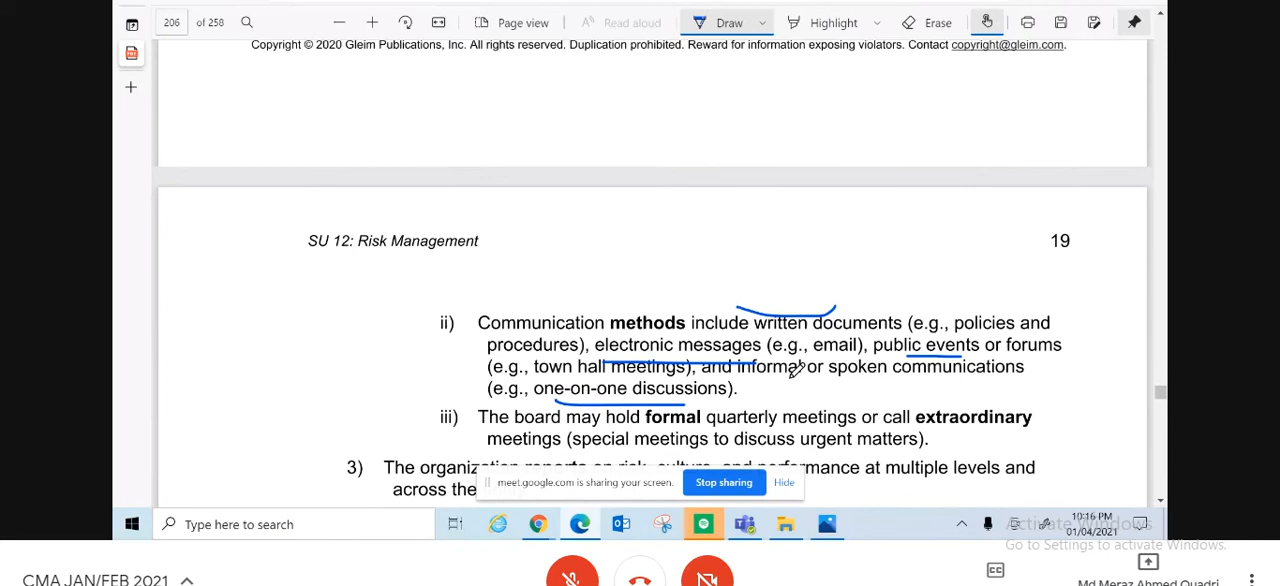 206 of 258 Page view Read aloud Draw Highlight Erase
Copyright © 2020 Gleim Publications, Inc. All rights reserved. Duplication prohibited. Reward for information exposing violators. Contact copyright@gleim.com.
SU 12: Risk Management 19
ii) Communication methods include written documents (e.g., policies and
procedures), electronic messages (e.g., email), public events or forums
(e.g., town hall meetings), and informal or spoken communications
(e.g., one-on-one discussions).
iii) The board may hold formal quarterly meetings or call extraordinary
meetings (special meetings to discuss urgent matters).
3) The organization reports on risk, culture, and performance at multiple levels and
across the
meet.google.com is sharing your screen. Stop sharing Hide
Type here to search
10:16 PM
01/04/2021
Activate Windows
Go to Settings to activate Windows.
CMA JAN/FEB 2021
Md Meraz Ahmed Quadri